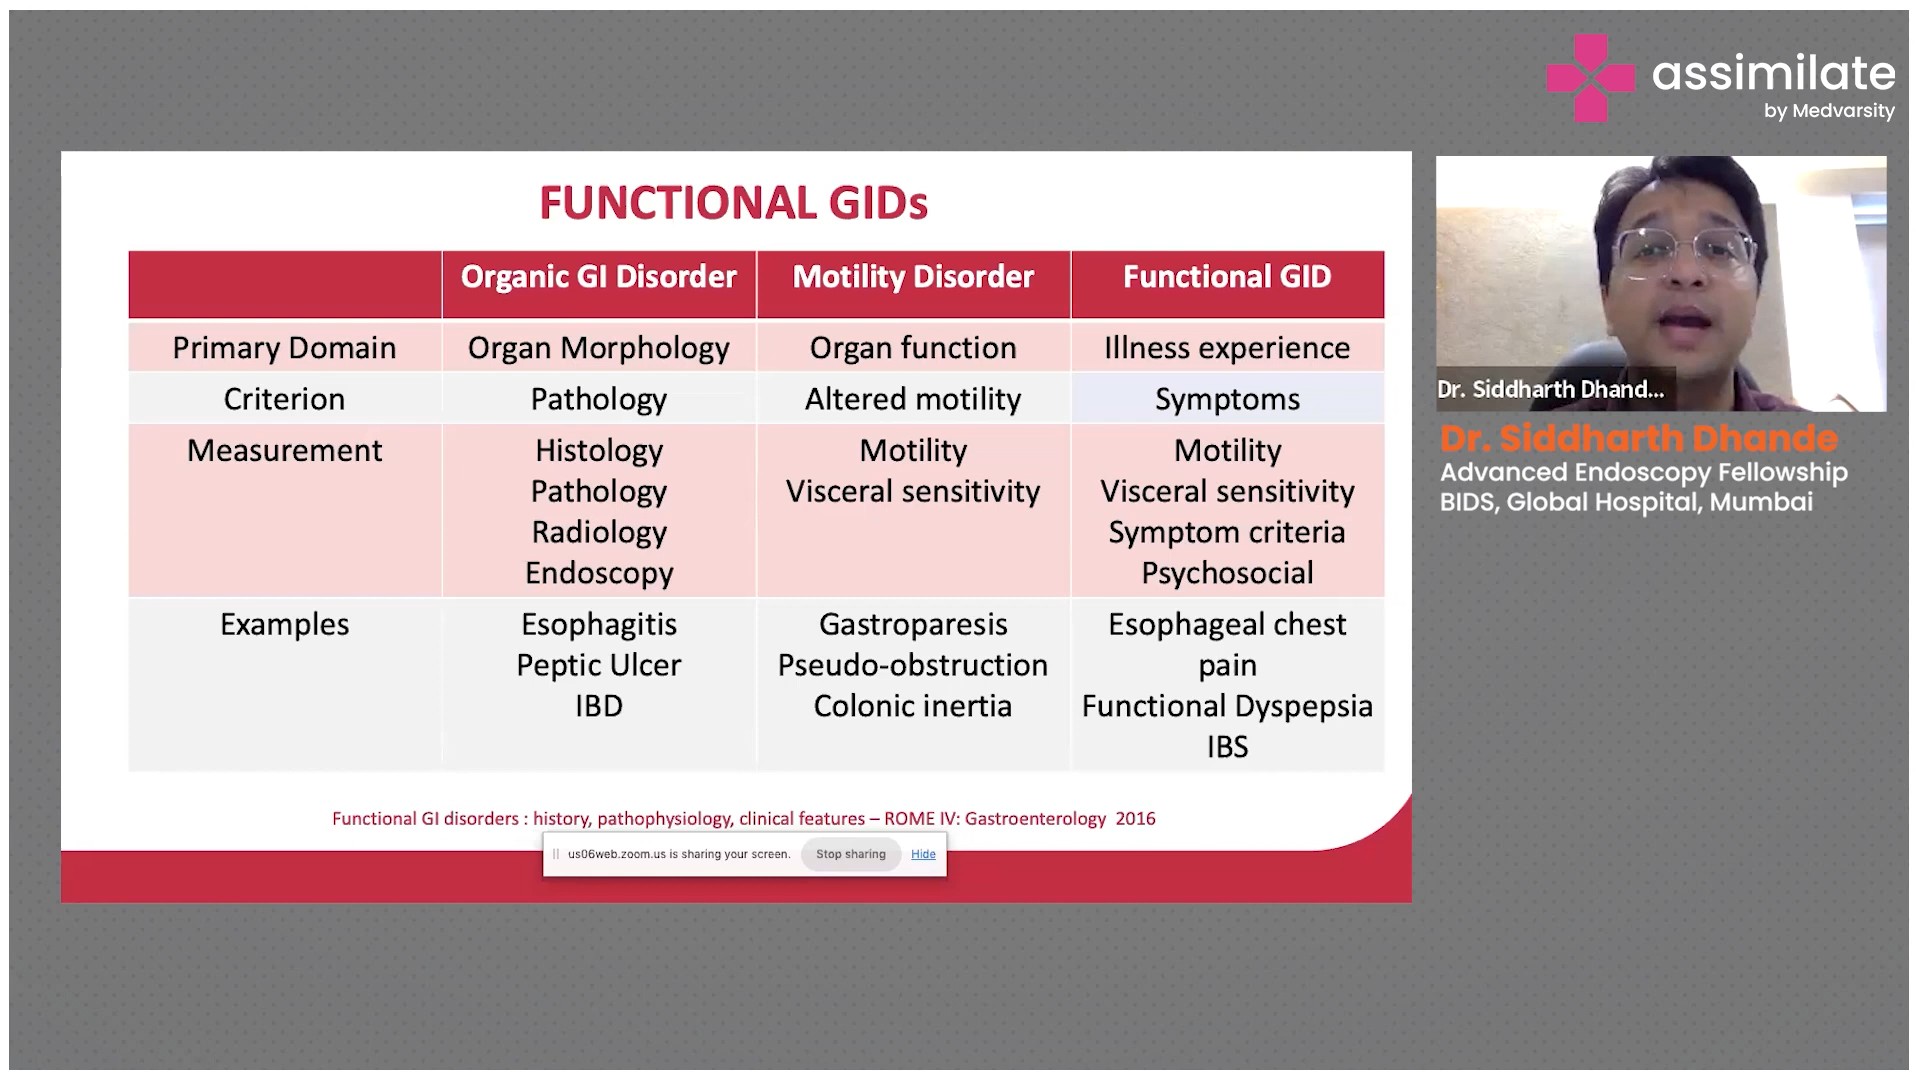 assimilate
by Medvarsity
FUNCTIONAL GIDs
Organic GI Disorder
Motility Disorder
Functional GID
Primary Domain
Organ Morphology
Organ function
Illness experience
Criterion
Pathology
Altered motility
Symptoms
Measurement
Histology
Pathology
Radiology
Endoscopy
Motility
Visceral sensitivity
Motility
Visceral sensitivity
Symptom criteria
Psychosocial
Examples
Esophagitis
Peptic Ulcer
IBD
Gastroparesis
Pseudo-obstruction
Colonic inertia
Esophageal chest
pain
Functional Dyspepsia
IBS
Functional GI disorders : history, pathophysiology, clinical features – ROME IV: Gastroenterology 2016
us06web.zoom.us is sharing your screen.
Stop sharing
Hide
Dr. Siddharth Dhand...
Dr. Siddharth Dhande
Advanced Endoscopy Fellowship
BIDS, Global Hospital, Mumbai